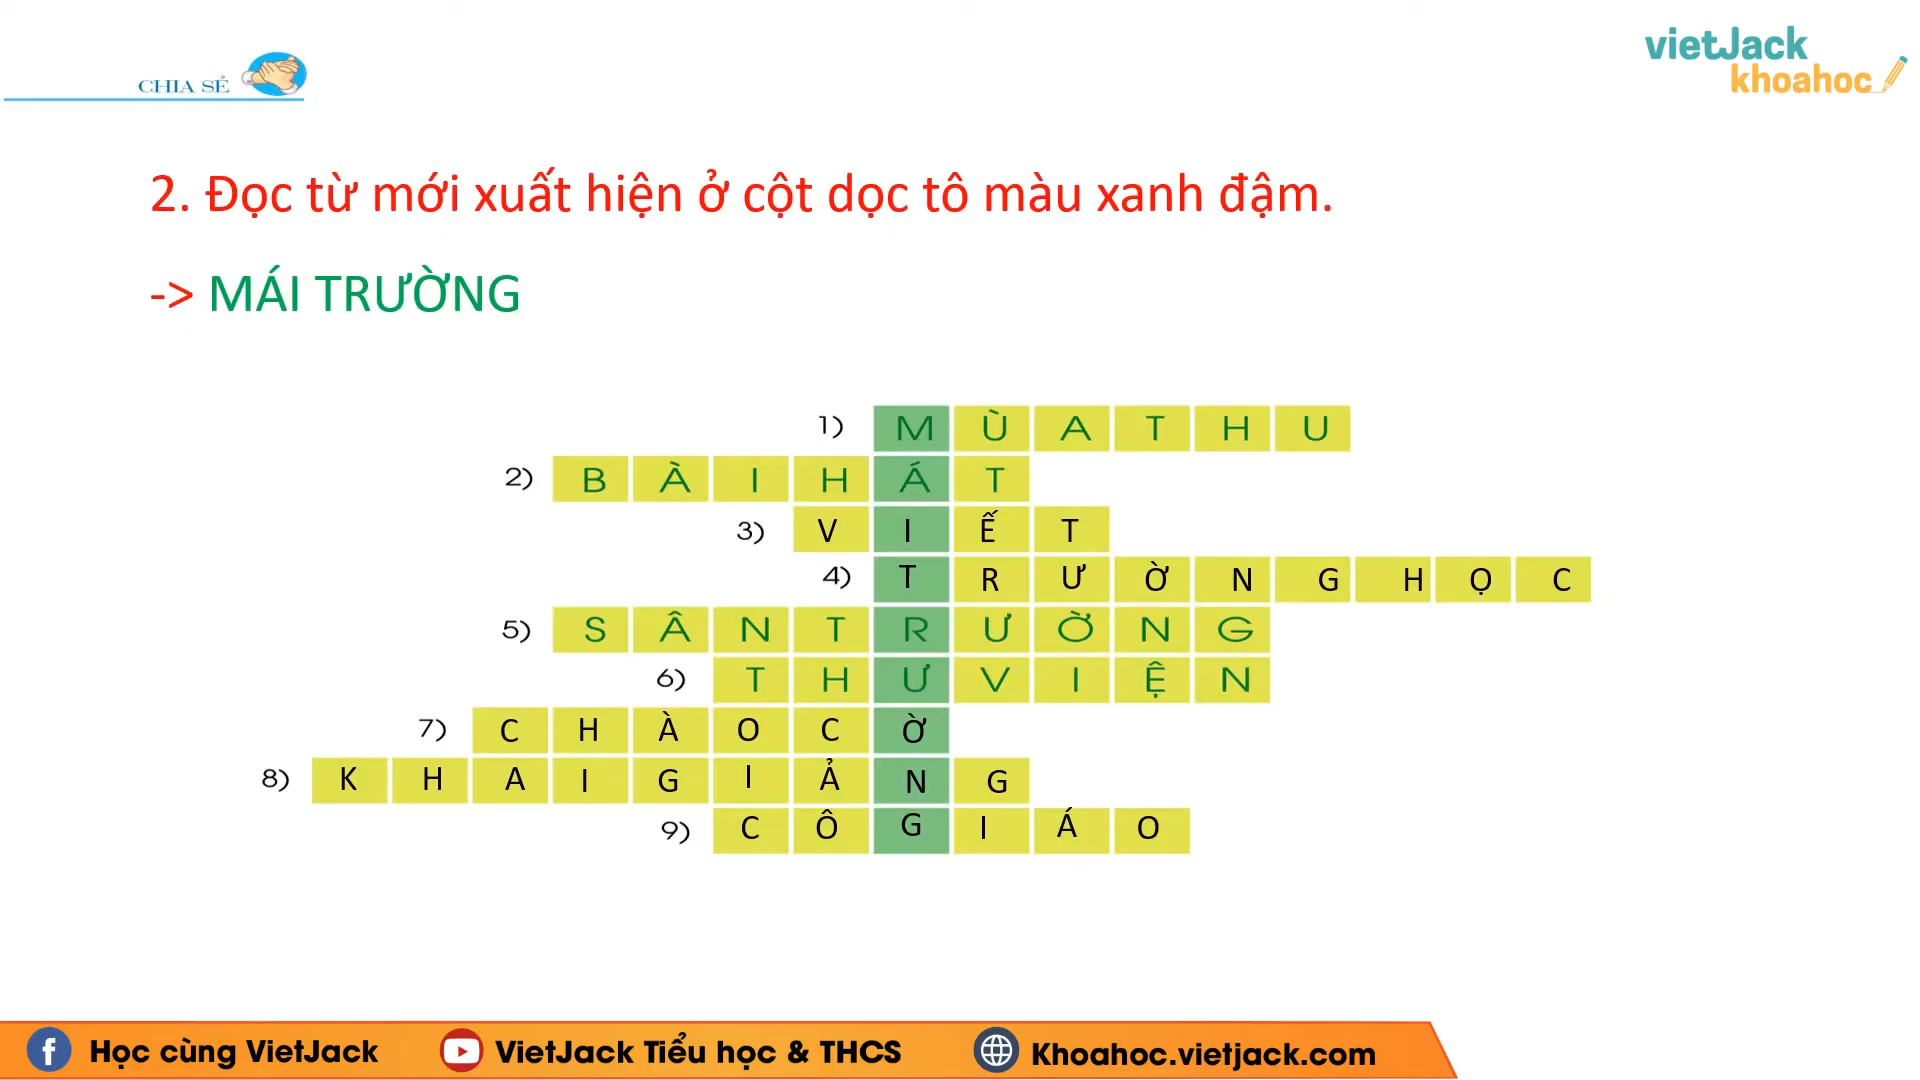 CHIA SẺ
vietJack
khoahoc
2. Đọc từ mới xuất hiện ở cột dọc tô màu xanh đậm.
-> MÁI TRƯỜNG
1) M Ù A T H U
2) B À I H Á T
3) V I Ế T
4) T R Ư Ờ N G H Ọ C
5) S Â N T R Ư Ờ N G
6) T H Ư V I Ệ N
7) C H À O C Ờ
8) K H A I G I Ả N G
9) C Ô G I Á O
Học cùng VietJack
VietJack Tiểu học & THCS
Khoahoc.vietjack.com